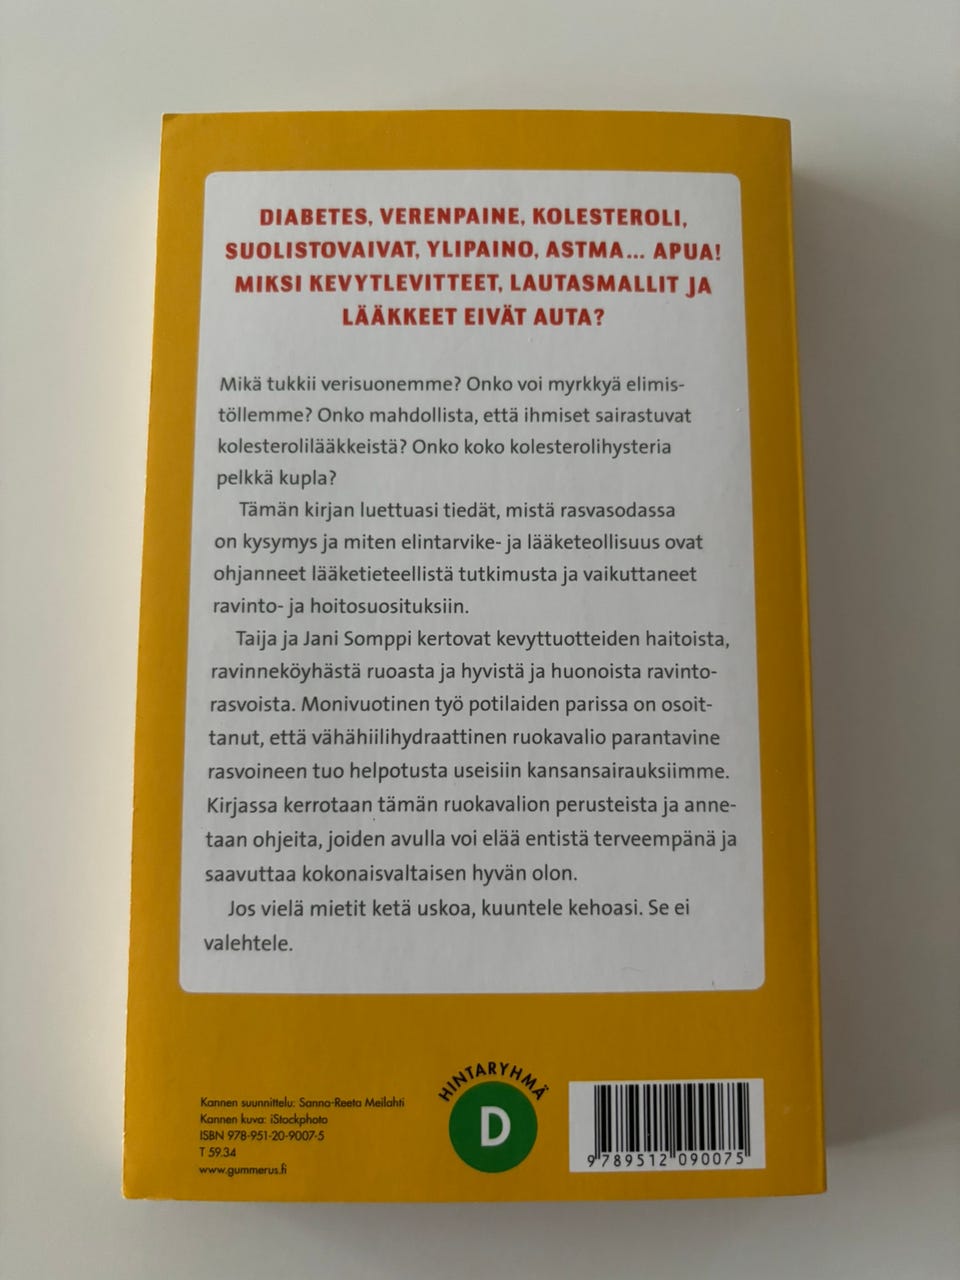 DIABETES, VERENPAINE, KOLESTEROLI,
SUOLISTOVAIVAT, YLIPAINO, ASTMA... APUA!
MIKSI KEVYTLEVITTEET, LAUTASMALLIT JA
LÄÄKKEET EIVÄT AUTA?
Mikä tukkii verisuonemme? Onko voi myrkkyä elimis-
töllemme? Onko mahdollista, että ihmiset sairastuvat
kolesterolilääkkeistä? Onko koko kolesterolihysteria
pelkkä kupla?
Tämän kirjan luettuasi tiedät, mistä rasvasodassa
on kysymys ja miten elintarvike- ja lääketeollisuus ovat
ohjanneet lääketieteellistä tutkimusta ja vaikuttaneet
ravinto- ja hoitosuosituksiin.
Taija ja Jani Somppi kertovat kevyttuotteiden haitoista,
ravinneköyhästä ruoasta ja hyvistä ja huonoista ravinto-
rasvoista. Monivuotinen työ potilaiden parissa on osoit-
tanut, että vähähiilihydraattinen ruokavalio parantavine
rasvoineen tuo helpotusta useisiin kansansairauksiimme.
Kirjassa kerrotaan tämän ruokavalion perusteista ja anne-
taan ohjeita, joiden avulla voi elää entistä terveempänä ja
saavuttaa kokonaisvaltaisen hyvän olon.
Jos vielä mietit ketä uskoa, kuuntele kehoasi. Se ei
valehtele.
Kannen suunnittelu: Sanna-Reeta Meilahti
Kannen kuva: iStockphoto
ISBN 978-951-20-9007-5
T 59.34
www.gummerus.fi
HINTARYHMÄ
D
9 789512 090075